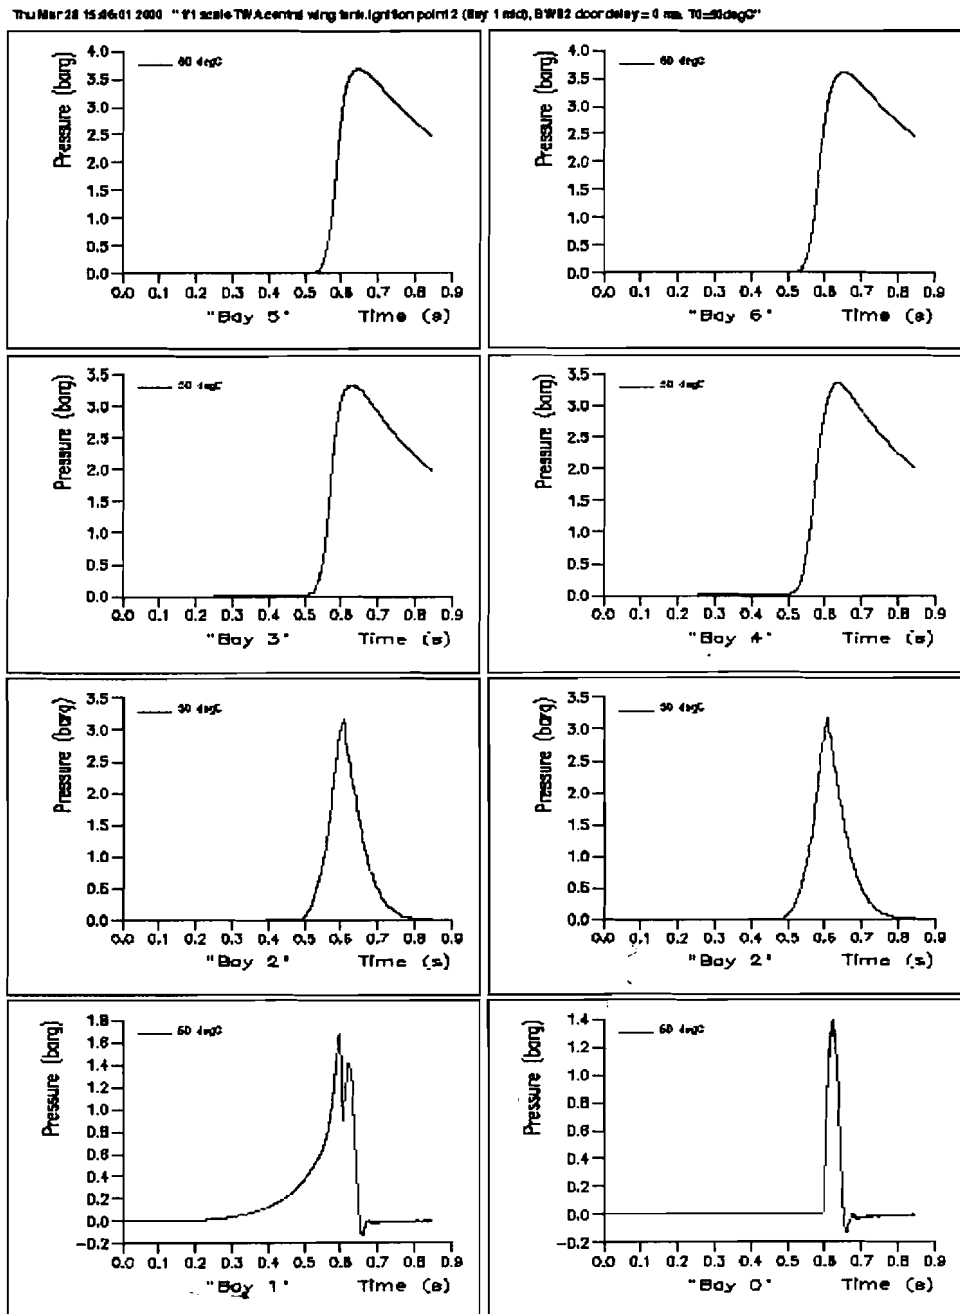 Thu Mar 28 15:46:01 2000 "1/1 scale TWA central wing tank, Ignition point 2 (Bay 1 mid), BWB2 door delay = 0 ms, T0=50degC"
Pressure (barg)
4.0
3.5
3.0
2.5
2.0
1.5
1.0
0.5
0.0
degC
0.0 0.1 0.2 0.3 0.4 0.5 0.6 0.7 0.8 0.9
"Bay 5" Time (s)
Pressure (barg)
4.0
3.5
3.0
2.5
2.0
1.5
1.0
0.5
0.0
degC
0.0 0.1 0.2 0.3 0.4 0.5 0.6 0.7 0.8 0.9
"Bay 6" Time (s)
Pressure (barg)
3.5
3.0
2.5
2.0
1.5
1.0
0.5
0.0
50 degC
0.0 0.1 0.2 0.3 0.4 0.5 0.6 0.7 0.8 0.9
"Bay 3" Time (s)
Pressure (barg)
3.5
3.0
2.5
2.0
1.5
1.0
0.5
0.0
50 degC
0.0 0.1 0.2 0.3 0.4 0.5 0.6 0.7 0.8 0.9
"Bay 4" Time (s)
Pressure (barg)
3.5
3.0
2.5
2.0
1.5
1.0
0.5
0.0
50 degC
0.0 0.1 0.2 0.3 0.4 0.5 0.6 0.7 0.8 0.9
"Bay 2" Time (s)
Pressure (barg)
3.5
3.0
2.5
2.0
1.5
1.0
0.5
0.0
50 degC
0.0 0.1 0.2 0.3 0.4 0.5 0.6 0.7 0.8 0.9
"Bay 2" Time (s)
Pressure (barg)
1.8
1.6
1.4
1.2
1.0
0.8
0.6
0.4
0.2
0.0
-0.2
50 degC
0.0 0.1 0.2 0.3 0.4 0.5 0.6 0.7 0.8 0.9
"Bay 1" Time (s)
Pressure (barg)
1.4
1.2
1.0
0.8
0.6
0.4
0.2
0.0
-0.2
50 degC
0.0 0.1 0.2 0.3 0.4 0.5 0.6 0.7 0.8 0.9
"Bay 0" Time (s)